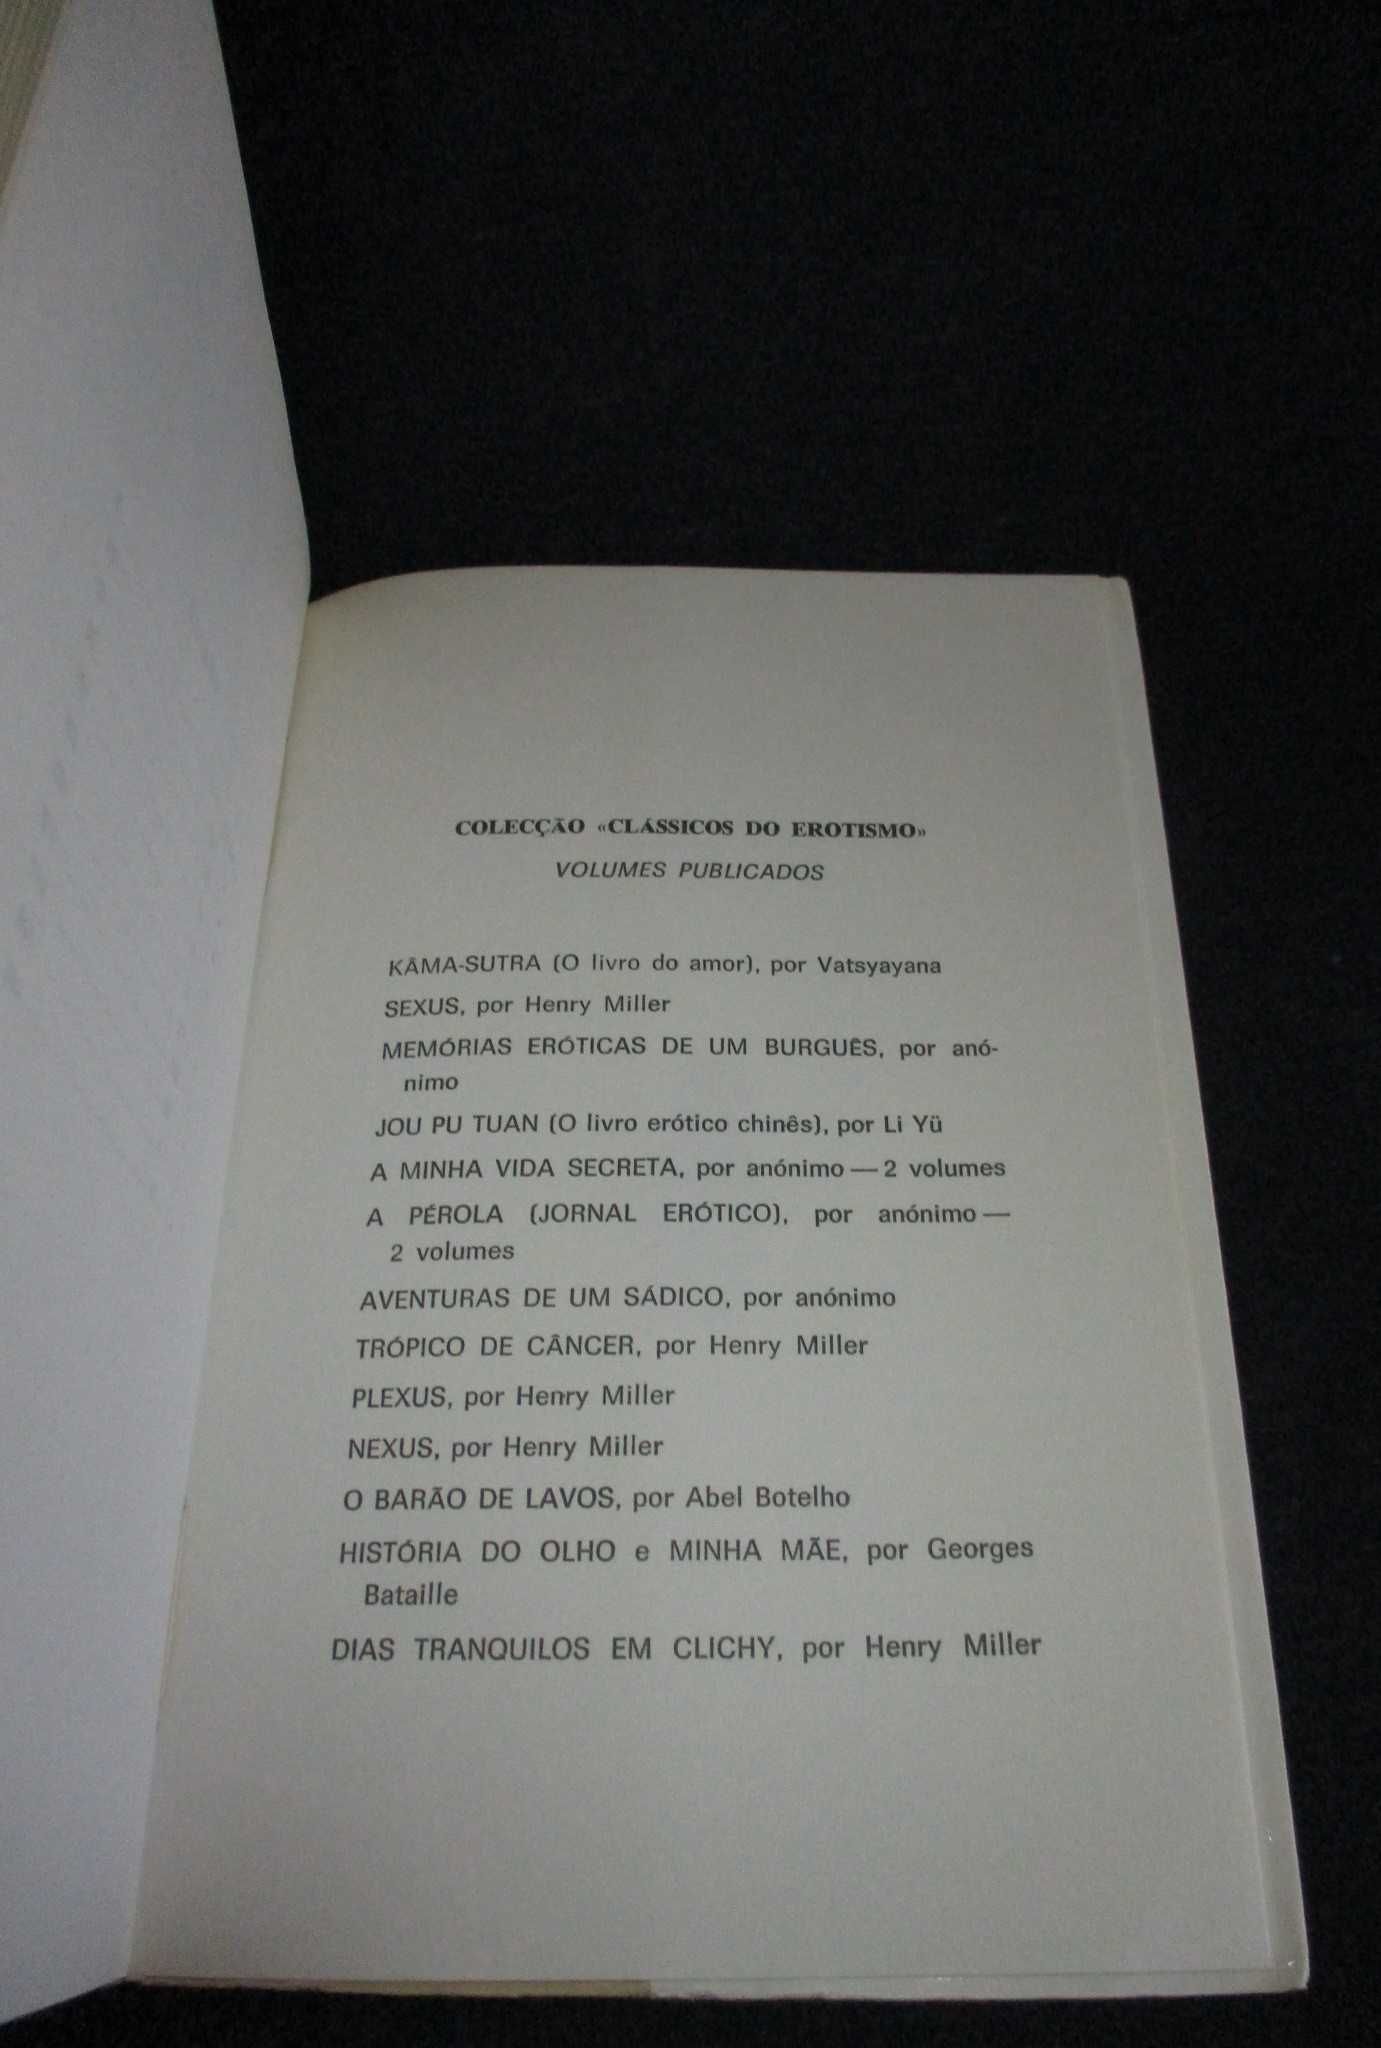 COLECÇÃO «CLÁSSICOS DO EROTISMO»
VOLUMES PUBLICADOS
KÂMA-SUTRA (O livro do amor), por Vatsyayana
SEXUS, por Henry Miller
MEMÓRIAS ERÓTICAS DE UM BURGUÊS, por anó-
nimo
JOU PU TUAN (O livro erótico chinês), por Li Yü
A MINHA VIDA SECRETA, por anónimo — 2 volumes
A PÉROLA (JORNAL ERÓTICO), por anónimo —
2 volumes
AVENTURAS DE UM SÁDICO, por anónimo
TRÓPICO DE CÂNCER, por Henry Miller
PLEXUS, por Henry Miller
NEXUS, por Henry Miller
O BARÃO DE LAVOS, por Abel Botelho
HISTÓRIA DO OLHO e MINHA MÃE, por Georges
Bataille
DIAS TRANQUILOS EM CLICHY, por Henry Miller